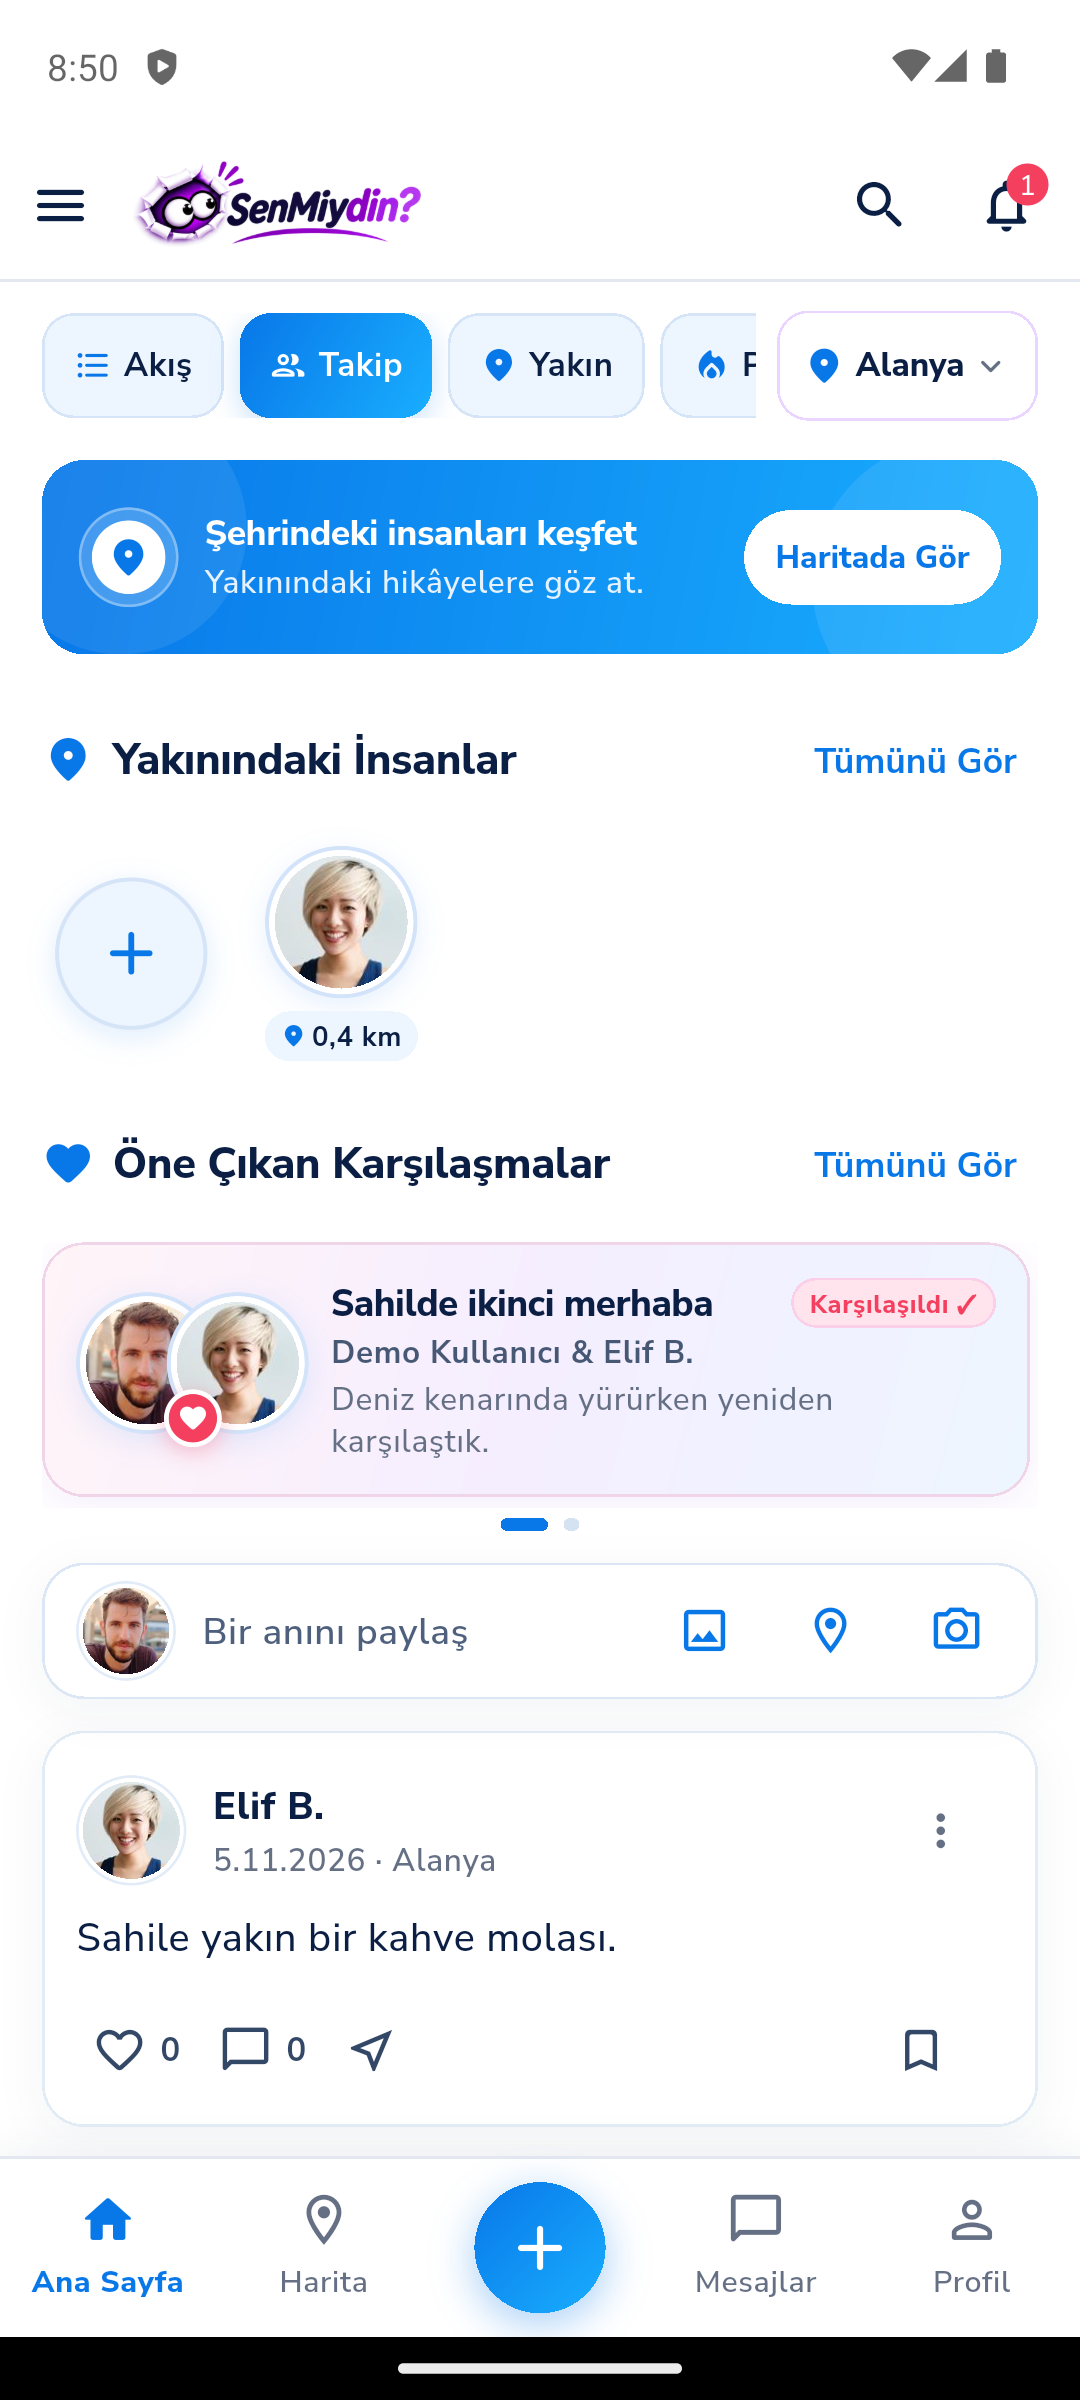 8:50
SenMiydin?
1
Akış
Takip
Yakın
Alanya
Şehrindeki insanları keşfet
Yakınındaki hikâyelere göz at.
Haritada Gör
Yakınındaki İnsanlar
Tümünü Gör
0,4 km
Öne Çıkan Karşılaşmalar
Tümünü Gör
Sahilde ikinci merhaba
Karşılaşıldı ✓
Demo Kullanıcı & Elif B.
Deniz kenarında yürürken yeniden
karşılaştık.
Bir anını paylaş
Elif B.
5.11.2026 · Alanya
Sahile yakın bir kahve molası.
0
0
Ana Sayfa
Harita
Mesajlar
Profil